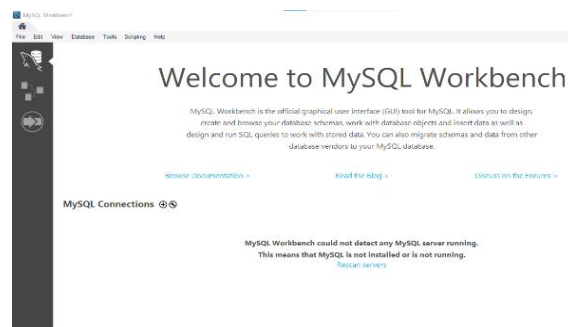 MySQL Workbench
File Edit View Database Tools Scripting Help
Welcome to MySQL Workbench
MySQL Workbench is the official graphical user interface (GUI) tool for MySQL. It allows you to design,
create and browse your database schemas, work with database objects and insert data as well as
design and run SQL queries to work with stored data. You can also migrate schemas and data from other
database vendors to your MySQL database.
Browse Documentation > Read the Blog > Discuss on the Forums >
MySQL Connections
MySQL Workbench could not detect any MySQL server running.
This means that MySQL is not installed or is not running.
Rescan servers